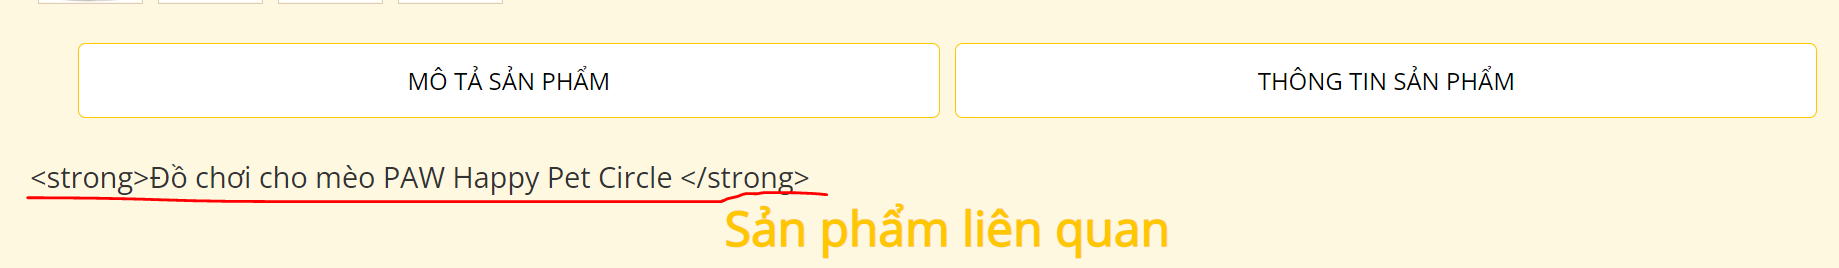 MÔ TẢ SẢN PHẨM
THÔNG TIN SẢN PHẨM
<strong>Đồ chơi cho mèo PAW Happy Pet Circle </strong>
Sản phẩm liên quan